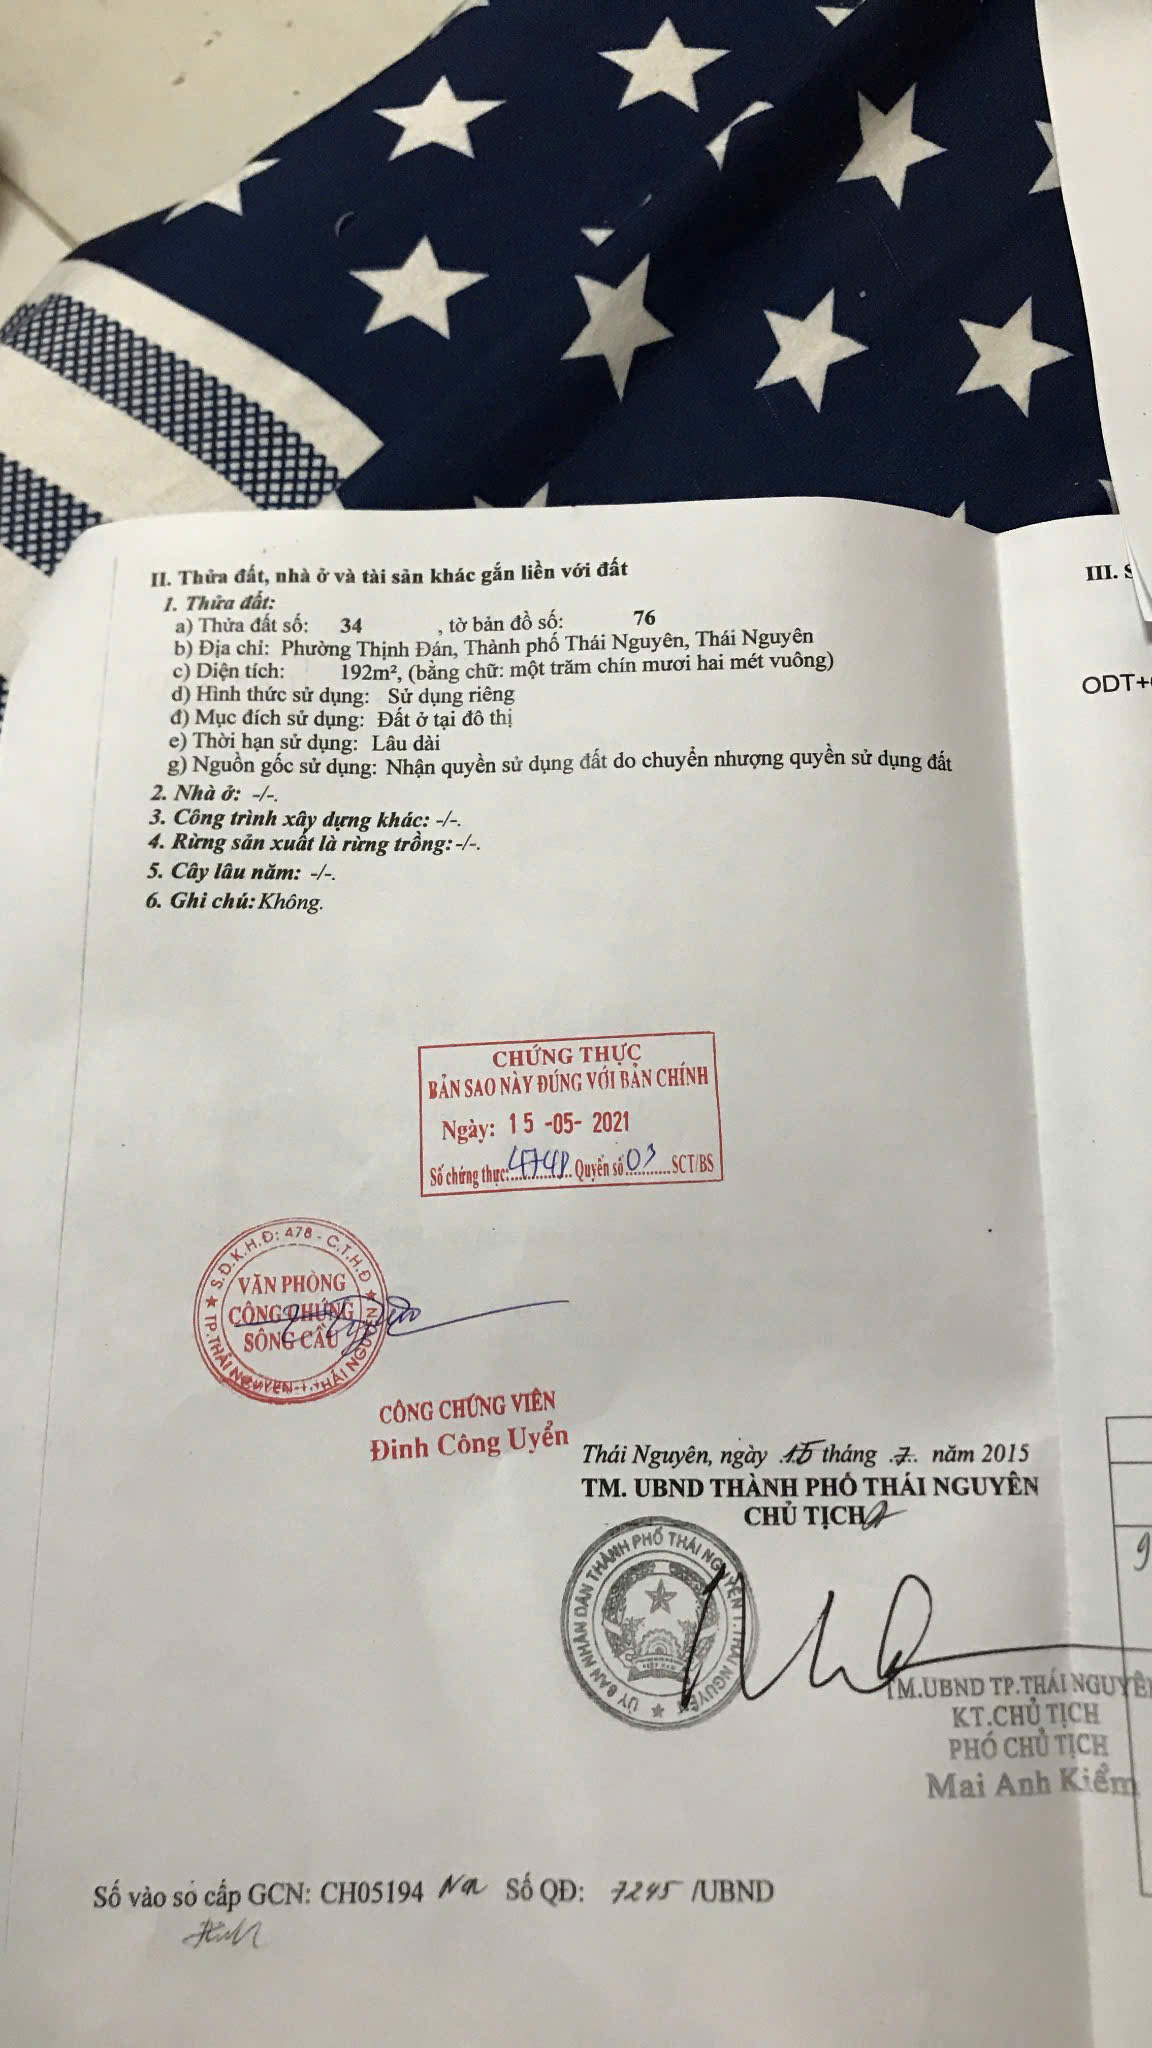 II. Thửa đất, nhà ở và tài sản khác gắn liền với đất
1. Thửa đất:
a) Thửa đất số: 34 , tờ bản đồ số: 76
b) Địa chỉ: Phường Thịnh Đán, Thành phố Thái Nguyên, Thái Nguyên
c) Diện tích: 192m², (bằng chữ: một trăm chín mươi hai mét vuông)
d) Hình thức sử dụng: Sử dụng riêng
đ) Mục đích sử dụng: Đất ở tại đô thị
e) Thời hạn sử dụng: Lâu dài
g) Nguồn gốc sử dụng: Nhận quyền sử dụng đất do chuyển nhượng quyền sử dụng đất
2. Nhà ở: -/-.
3. Công trình xây dựng khác: -/-.
4. Rừng sản xuất là rừng trồng: -/-.
5. Cây lâu năm: -/-.
6. Ghi chú: Không.
III.
ODT+
CHỨNG THỰC
BẢN SAO NÀY ĐÚNG VỚI BẢN CHÍNH
Ngày: 15 -05- 2021
Số chứng thực: Quyển số 03 SCT/BS
S.Đ.K.H.Đ: 478 - C.T.H.Đ
VĂN PHÒNG
CÔNG CHỨNG
SÔNG CẦU
TP.THÁI NGUYÊN-T.THÁI NGUYÊN
CÔNG CHỨNG VIÊN
Đinh Công Uyển
Thái Nguyên, ngày 15 tháng 7 năm 2015
TM. UBND THÀNH PHỐ THÁI NGUYÊN
CHỦ TỊCH
ỦY BAN NHÂN DÂN THÀNH PHỐ THÁI NGUYÊN T.THÁI NGUYÊN
TM.UBND TP.THÁI NGUYÊN
KT.CHỦ TỊCH
PHÓ CHỦ TỊCH
Mai Anh Kiểm
Số vào sổ cấp GCN: CH05194 Số QĐ: 7245 /UBND